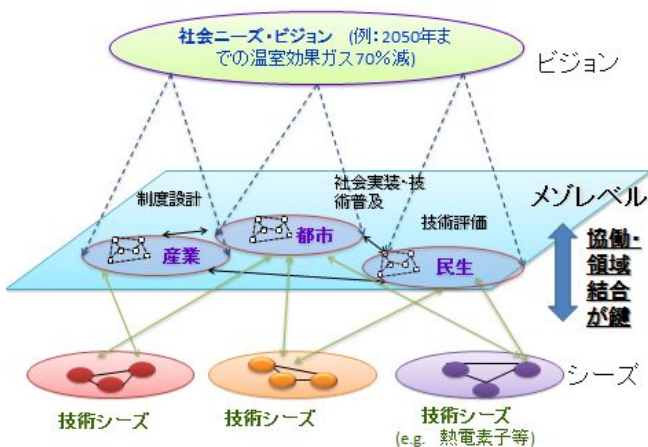 社会ニーズ・ビジョン (例：2050年ま
での温室効果ガス70%減)
ビジョン
制度設計
社会実装・技
術普及
技術評価
メゾレベル
産業
都市
民生
協働・
領域
結合
が鍵
シーズ
技術シーズ
技術シーズ
技術シーズ
(e.g. 熱電素子等)